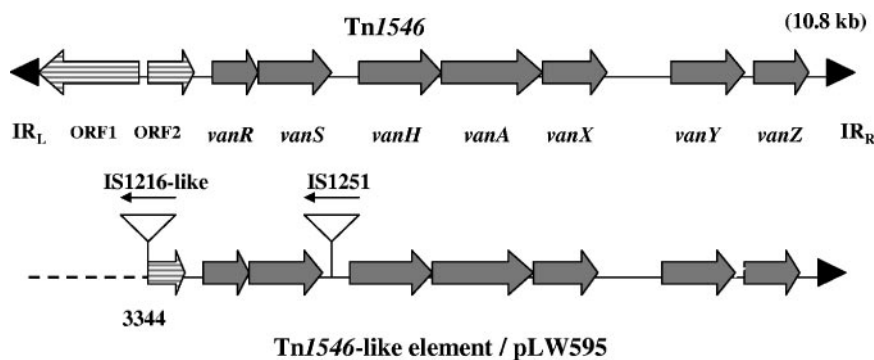 Tn1546 (10.8 kb)
IRL ORF1 ORF2 vanR vanS vanH vanA vanX vanY vanZ IRR
IS1216-like IS1251
3344
Tn1546-like element / pLW595